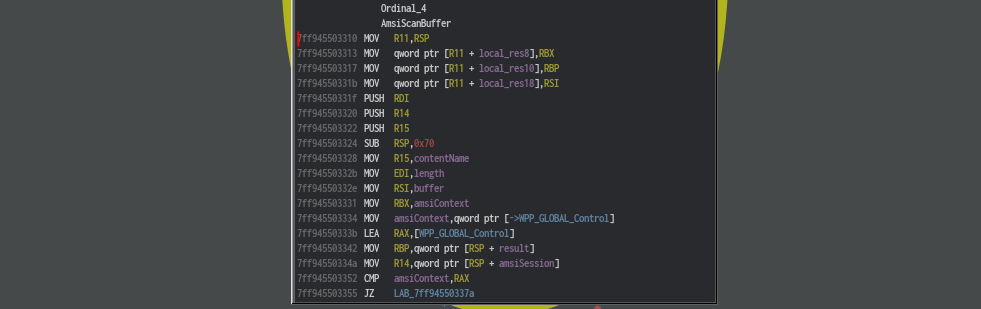 Ordinal_4
AmsiScanBuffer
7ff945503310 MOV R11,RSP
7ff945503313 MOV qword ptr [R11 + local_res8],RBX
7ff945503317 MOV qword ptr [R11 + local_res10],RBP
7ff94550331b MOV qword ptr [R11 + local_res18],RSI
7ff94550331f PUSH RDI
7ff945503320 PUSH R14
7ff945503322 PUSH R15
7ff945503324 SUB RSP,0x70
7ff945503328 MOV R15,contentName
7ff94550332b MOV EDI,length
7ff94550332e MOV RSI,buffer
7ff945503331 MOV RBX,amsiContext
7ff945503334 MOV amsiContext,qword ptr [->WPP_GLOBAL_Control]
7ff94550333b LEA RAX,[WPP_GLOBAL_Control]
7ff945503342 MOV RBP,qword ptr [RSP + result]
7ff94550334a MOV R14,qword ptr [RSP + amsiSession]
7ff945503352 CMP amsiContext,RAX
7ff945503355 JZ LAB_7ff94550337a